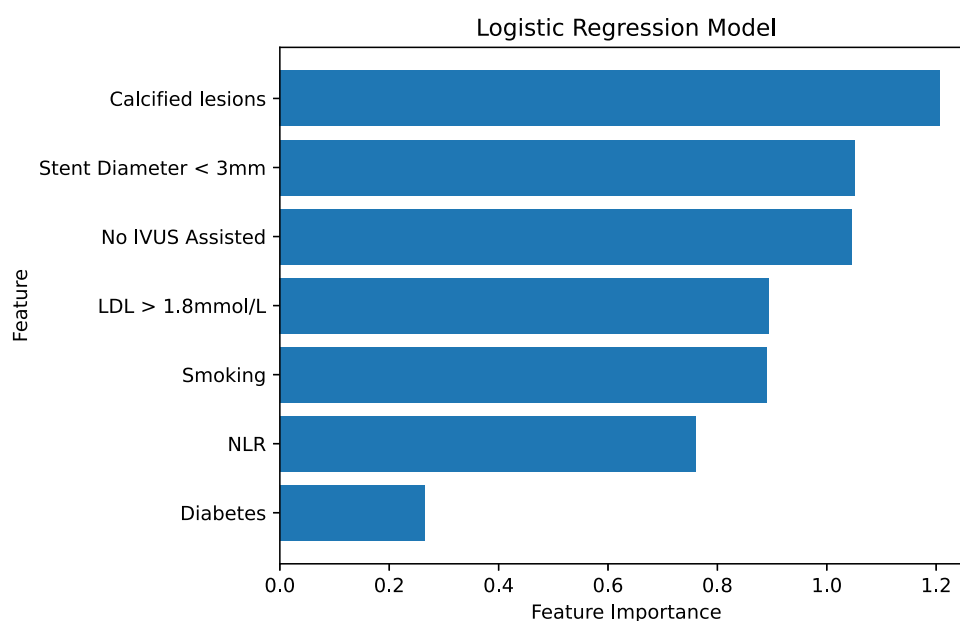 Logistic Regression Model
Calcified lesions
Stent Diameter < 3mm
No IVUS Assisted
LDL > 1.8mmol/L
Smoking
NLR
Diabetes
Feature
0.0 0.2 0.4 0.6 0.8 1.0 1.2
Feature Importance